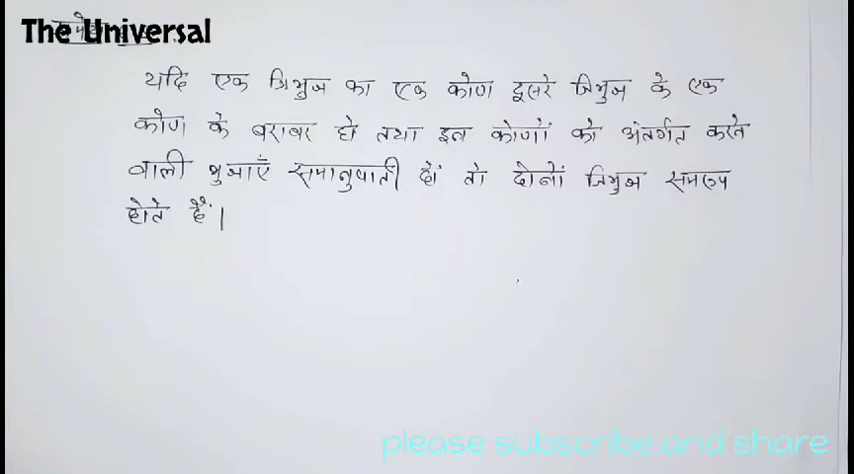 The Universal
यदि एक त्रिभुज का एक कोण दूसरे त्रिभुज के एक
कोण के बराबर हो तथा इन कोणों को अंतर्गत करने
वाली भुजाएँ समानुपाती हों तो दोनों त्रिभुज समरूप
होते हैं।
please subscribe and share